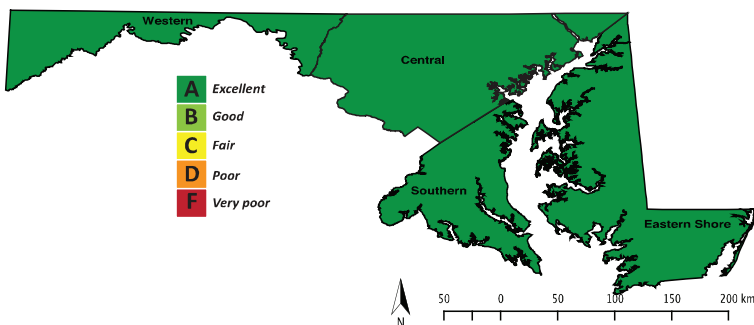 Western
Central
A Excellent
B Good
C Fair
D Poor
F Very poor
Southern
Eastern Shore
N
50 0 50 100 150 200 km